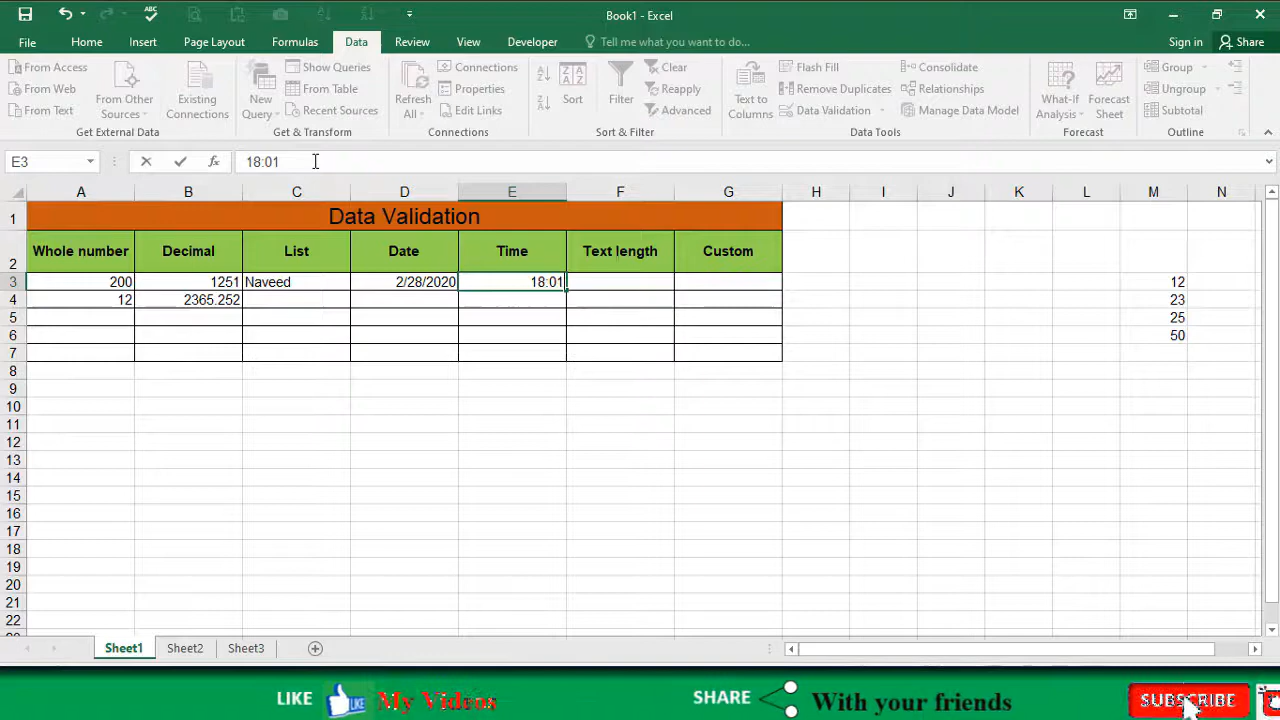 Book1 - Excel
File Home Insert Page Layout Formulas Data Review View Developer Tell me what you want to do... Sign in Share
From Access
From Web
From Text
From Other Sources
Existing Connections
Get External Data
New Query
Show Queries
From Table
Recent Sources
Get & Transform
Refresh All
Connections
Properties
Edit Links
Connections
Sort
Filter
Clear
Reapply
Advanced
Sort & Filter
Text to Columns
Flash Fill
Remove Duplicates
Data Validation
Consolidate
Relationships
Manage Data Model
Data Tools
What-If Analysis
Forecast Sheet
Forecast
Group
Ungroup
Subtotal
Outline
E3 fx 18:01
A B C D E F G H I J K L M N
1 Data Validation
2 Whole number Decimal List Date Time Text length Custom
3 200 1251 Naveed 2/28/2020 18:01 12
4 12 2365.252 23
5 25
6 50
7
8
9
10
11
12
13
14
15
16
17
18
19
20
21
22
Sheet1 Sheet2 Sheet3
LIKE LIKE My Videos SHARE With your friends SUBSCRIBE